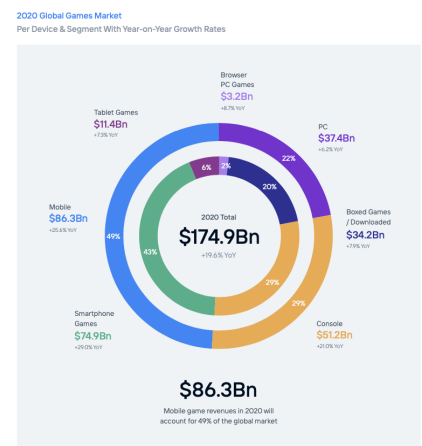 2020 Global Games Market
Per Device & Segment With Year-on-Year Growth Rates
Browser
PC Games
$3.2Bn
+8.7% YoY
Tablet Games
$11.4Bn
+7.3% YoY
PC
$37.4Bn
+6.2% YoY
22%
6%
2%
20%
Mobile
$86.3Bn
+25.6% YoY
49%
2020 Total
$174.9Bn
+19.6% YoY
Boxed Games
/ Downloaded
$34.2Bn
+7.9% YoY
43%
29%
29%
Smartphone
Games
$74.9Bn
+29.0% YoY
Console
$51.2Bn
+21.0% YoY
$86.3Bn
Mobile game revenues in 2020 will
account for 49% of the global market